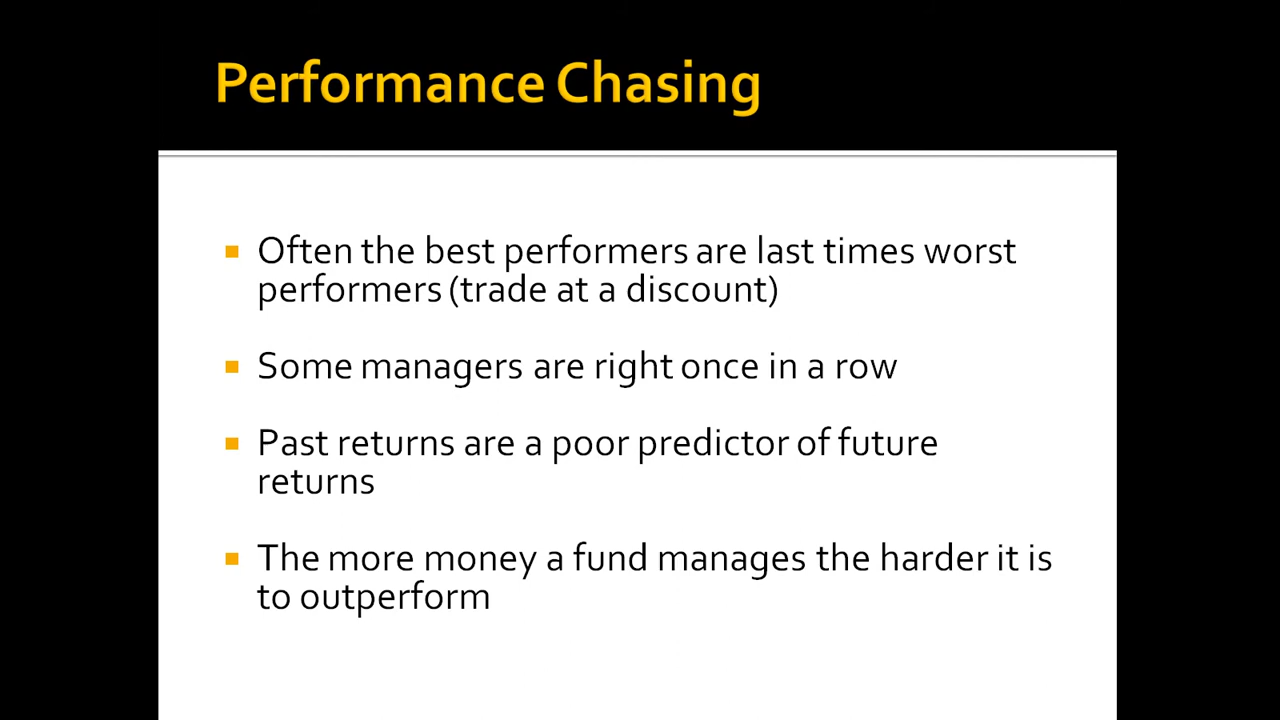 Performance Chasing
Often the best performers are last times worst
performers (trade at a discount)
Some managers are right once in a row
Past returns are a poor predictor of future
returns
The more money a fund manages the harder it is
to outperform